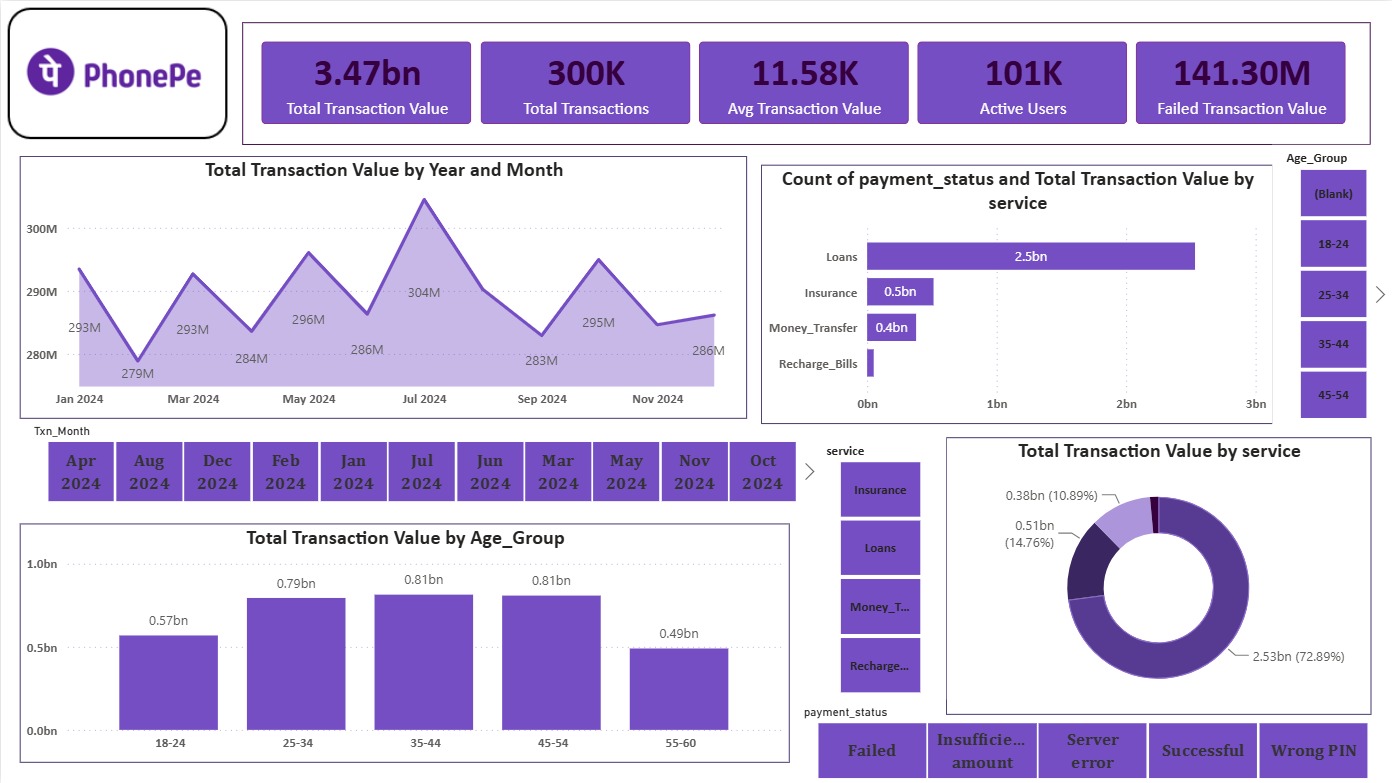 पे PhonePe
3.47bn
Total Transaction Value
300K
Total Transactions
11.58K
Avg Transaction Value
101K
Active Users
141.30M
Failed Transaction Value
Total Transaction Value by Year and Month
300M
290M
280M
293M
279M
293M
284M
296M
286M
304M
283M
295M
286M
Jan 2024
Mar 2024
May 2024
Jul 2024
Sep 2024
Nov 2024
Count of payment_status and Total Transaction Value by
service
Loans
2.5bn
Insurance
0.5bn
Money_Transfer
0.4bn
Recharge_Bills
0bn
1bn
2bn
3bn
Age_Group
(Blank)
18-24
25-34
35-44
45-54
Txn_Month
Apr
2024
Aug
2024
Dec
2024
Feb
2024
Jan
2024
Jul
2024
Jun
2024
Mar
2024
May
2024
Nov
2024
Oct
2024
service
Insurance
Loans
Money_T...
Recharge...
Total Transaction Value by service
0.38bn (10.89%)
0.51bn
(14.76%)
2.53bn (72.89%)
Total Transaction Value by Age_Group
1.0bn
0.5bn
0.0bn
0.57bn
0.79bn
0.81bn
0.81bn
0.49bn
18-24
25-34
35-44
45-54
55-60
payment_status
Failed
Insufficie...
amount
Server
error
Successful
Wrong PIN